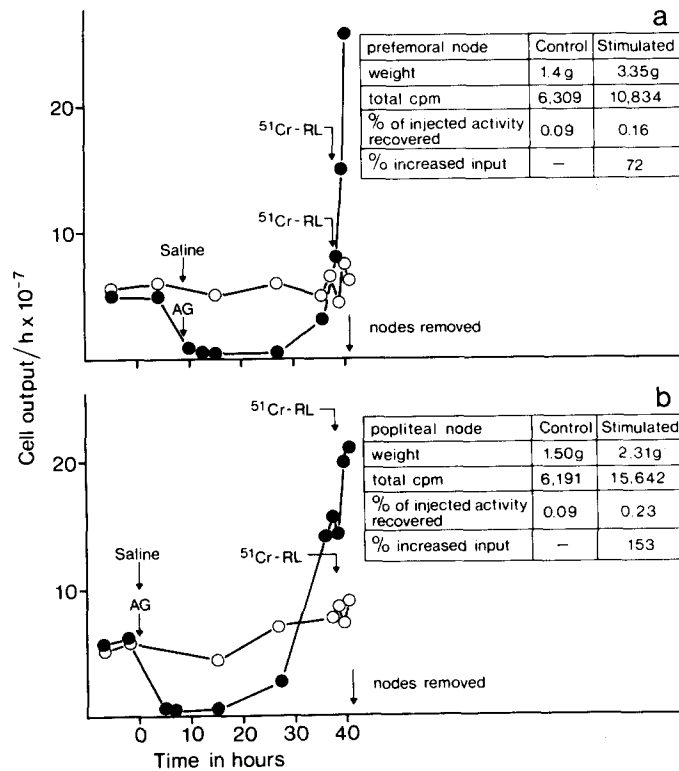 a
prefemoral node Control Stimulated
weight 1.4g 3.35g
total cpm 6,309 10,834
% of injected activity recovered 0.09 0.16
% increased input — 72
20
51Cr-RL
51Cr-RL
10
Saline
AG
nodes removed
Cell output/h x 10-7
b
popliteal node Control Stimulated
weight 1.50g 2.31g
total cpm 6,191 15,642
% of injected activity recovered 0.09 0.23
% increased input — 153
51Cr-RL
20
51Cr-RL
Saline
10
AG
nodes removed
0 10 20 30 40
Time in hours